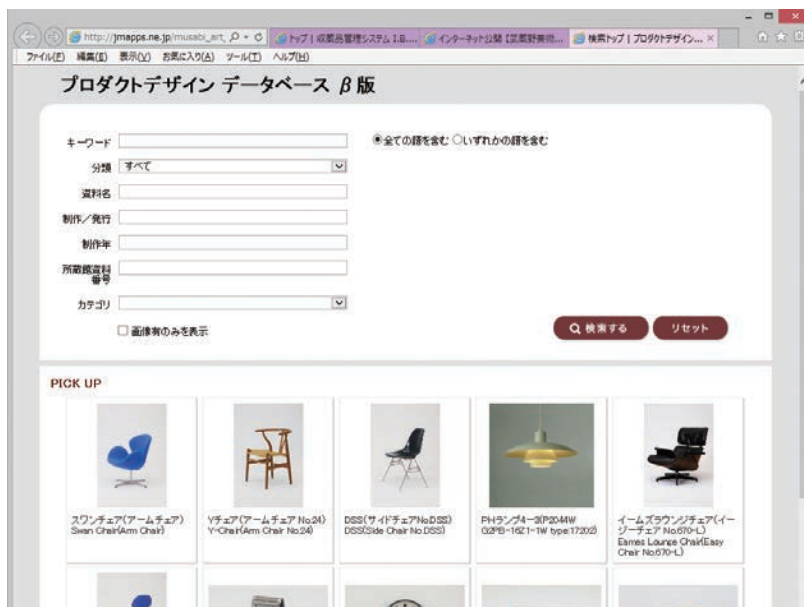 http://jmapps.ne.jp/musabi_art_
トップ | 収蔵品管理システム I.B....
インターネット公開【武蔵野美術...
検索トップ | プロダクトデザイン...
ファイル(F) 編集(E) 表示(V) お気に入り(A) ツール(T) ヘルプ(H)
プロダクトデザイン データベース β版
キーワード
全ての語を含む いずれかの語を含む
分類 すべて
資料名
制作／発行
制作年
所蔵館資料
番号
カテゴリ
画像有のみを表示
検索する リセット
PICK UP
スワンチェア(アームチェア)
Swan Chair(Arm Chair)
Yチェア(アームチェア No.24)
Y-Chair(Arm Chair No.24)
DSS(サイドチェアNo.DSS)
DSS(Side Chair No.DSS)
PHランプ4-3(P2044W
G2PB-16Z1-1W type:17202)
イームズラウンジチェア(イー
ジーチェア No.670-L)
Eames Lounge Chair(Easy
Chair No.670-L)